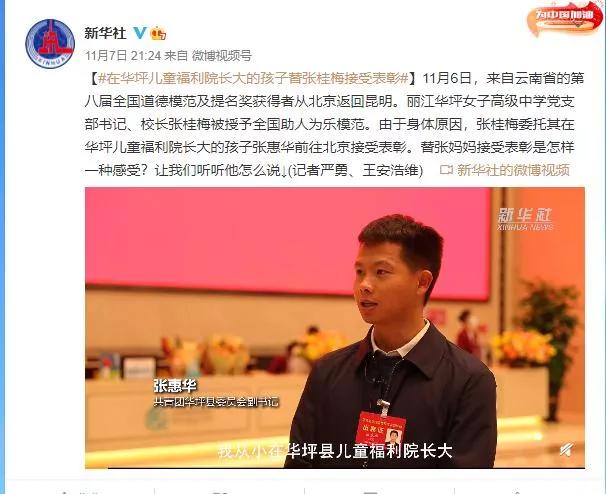 为中国加油
新华社
XINHUA
11月7日 21:24 来自 微博视频号
【#在华坪儿童福利院长大的孩子替张桂梅接受表彰#】11月6日，来自云南省的第
八届全国道德模范及提名奖获得者从北京返回昆明。丽江华坪女子高级中学党支
部书记、校长张桂梅被授予全国助人为乐模范。由于身体原因，张桂梅委托其在
华坪儿童福利院长大的孩子张惠华前往北京接受表彰。替张妈妈接受表彰是怎样
一种感受？让我们听听他怎么说↓(记者严勇、王安浩维) 新华社的微博视频
新华社
XINHUA NEWS
张惠华
共青团华坪县委员会副书记
出席证
我从小在华坪县儿童福利院长大